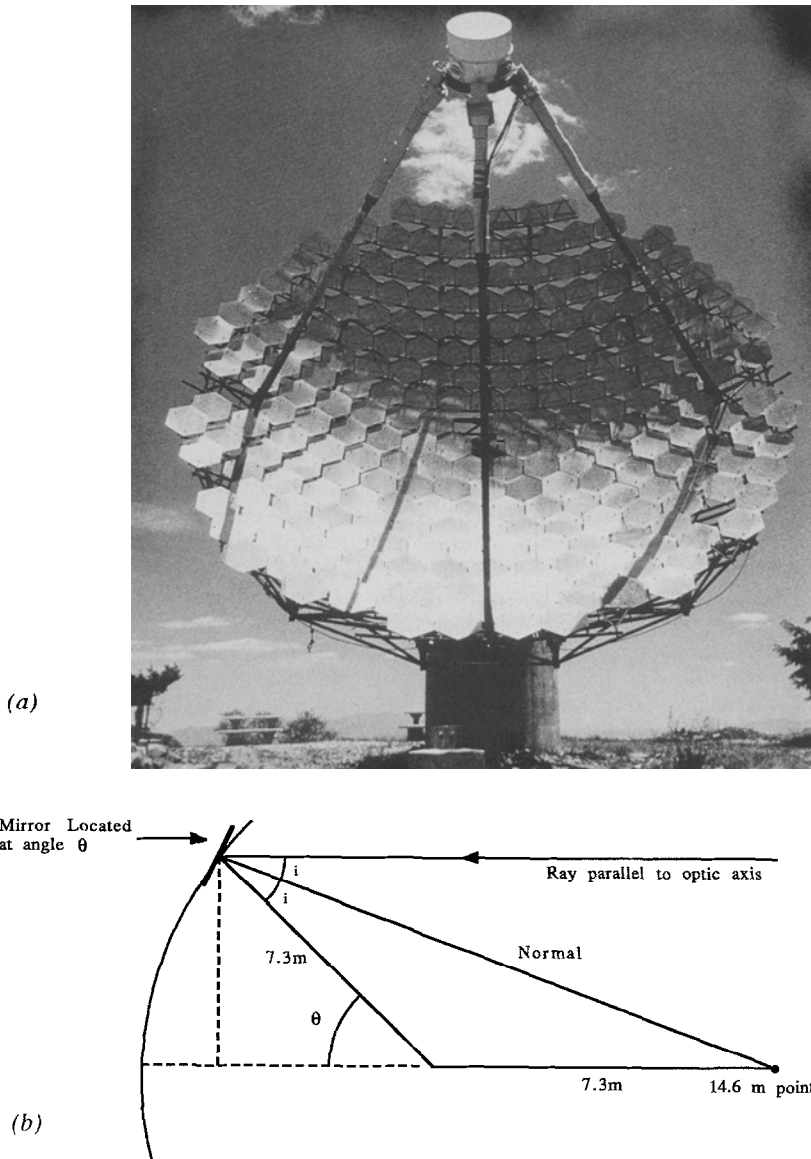 (a)
Mirror Located
at angle θ
i
i
Ray parallel to optic axis
Normal
7.3m
θ
7.3m
14.6 m point
(b)